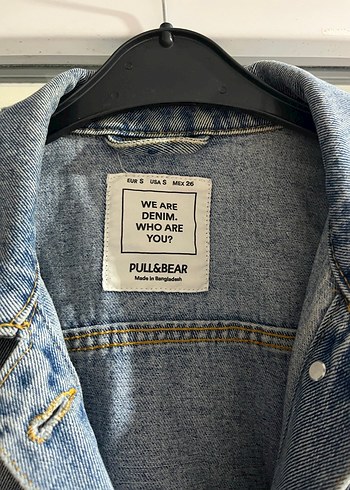 EUR S USA S MEX 26
WE ARE
DENIM.
WHO ARE
YOU?
PULL&BEAR
Made in Bangladesh